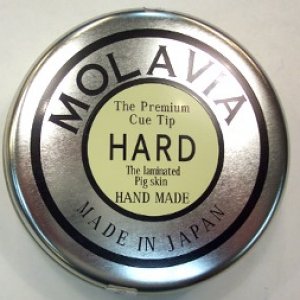 MOLAVIA
The Premium
Cue Tip
HARD
The laminated
Pig skin
HAND MADE
MADE IN JAPAN